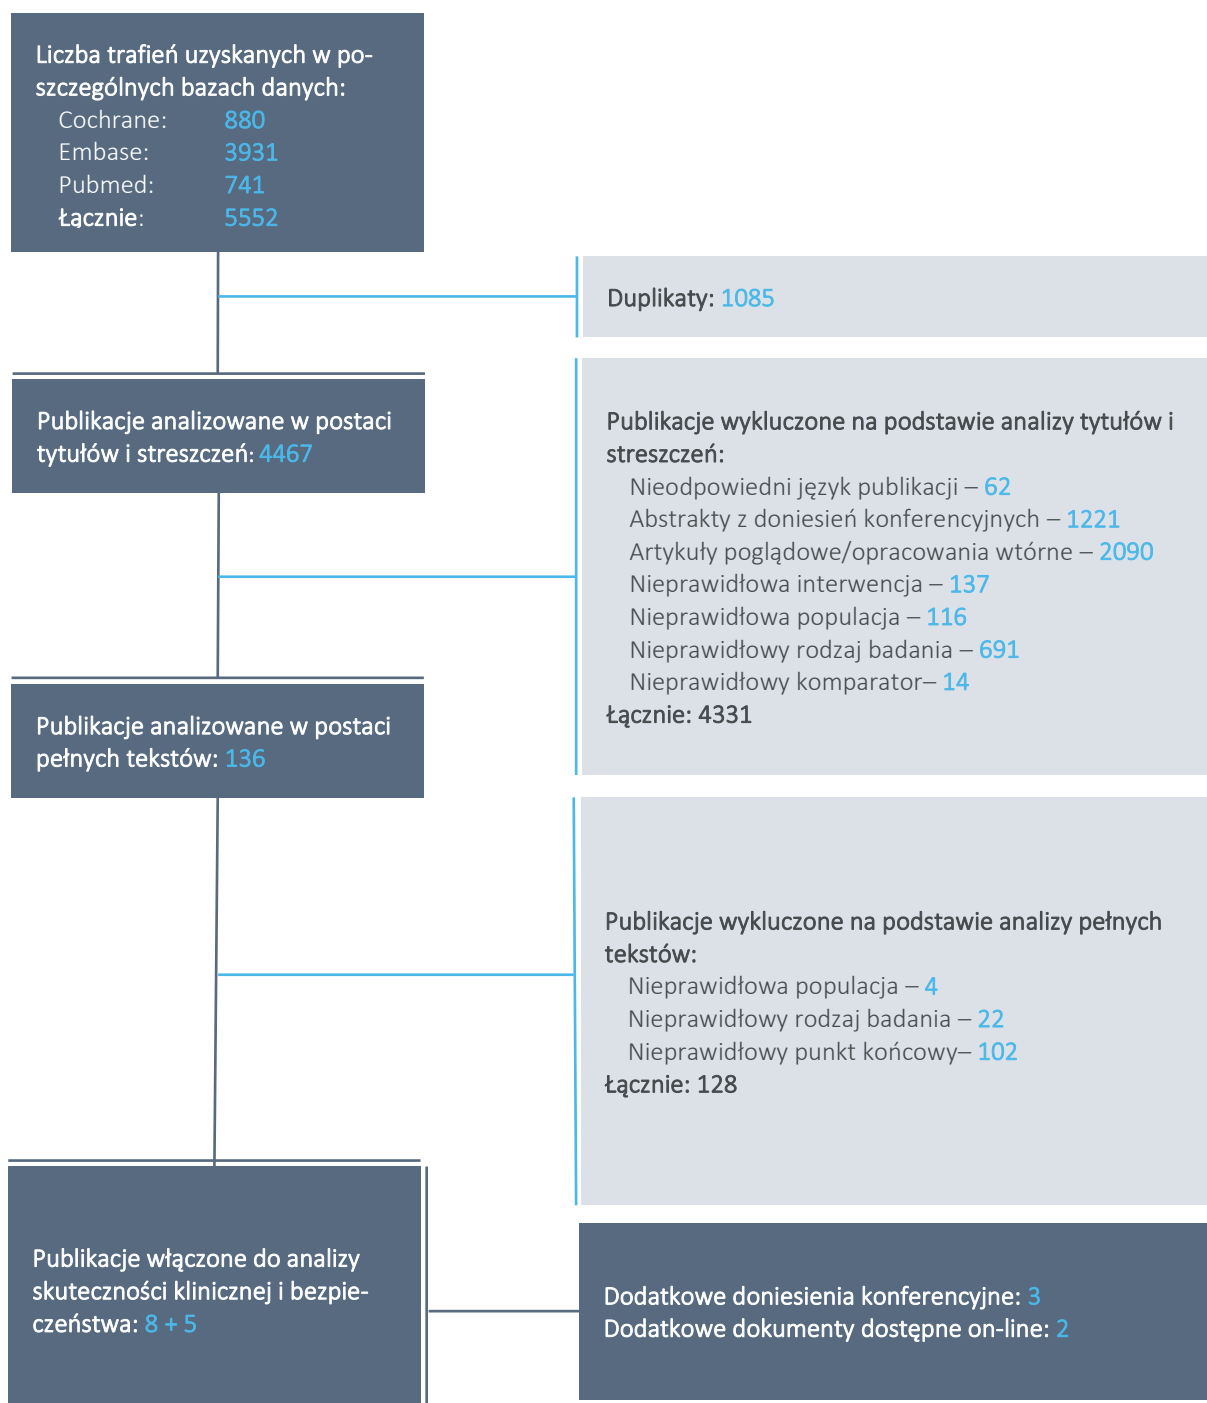 Liczba trafień uzyskanych w po-
szczególnych bazach danych:
Cochrane: 880
Embase: 3931
Pubmed: 741
Łącznie: 5552
Duplikaty: 1085
Publikacje analizowane w postaci
tytułów i streszczeń: 4467
Publikacje wykluczone na podstawie analizy tytułów i
streszczeń:
Nieodpowiedni język publikacji – 62
Abstrakty z doniesień konferencyjnych – 1221
Artykuły poglądowe/opracowania wtórne – 2090
Nieprawidłowa interwencja – 137
Nieprawidłowa populacja – 116
Nieprawidłowy rodzaj badania – 691
Nieprawidłowy komparator– 14
Łącznie: 4331
Publikacje analizowane w postaci
pełnych tekstów: 136
Publikacje wykluczone na podstawie analizy pełnych
tekstów:
Nieprawidłowa populacja – 4
Nieprawidłowy rodzaj badania – 22
Nieprawidłowy punkt końcowy– 102
Łącznie: 128
Publikacje włączone do analizy
skuteczności klinicznej i bezpie-
czeństwa: 8 + 5
Dodatkowe doniesienia konferencyjne: 3
Dodatkowe dokumenty dostępne on-line: 2